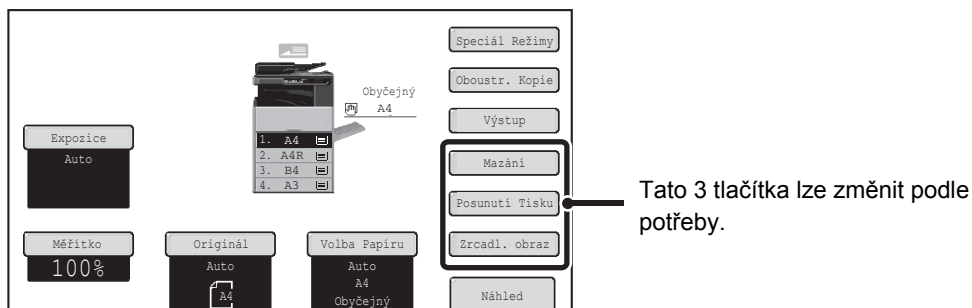 Speciál Režimy
Oboustr. Kopie
Výstup
Mazání
Posunutí Tisku
Zrcadl. obraz
Náhled
Obyčejný
A4
1. A4
2. A4R
3. B4
4. A3
Expozice
Auto
Měřítko
100%
Originál
Auto
A4
Volba Papíru
Auto
A4
Obyčejný
Tato 3 tlačítka lze změnit podle
potřeby.